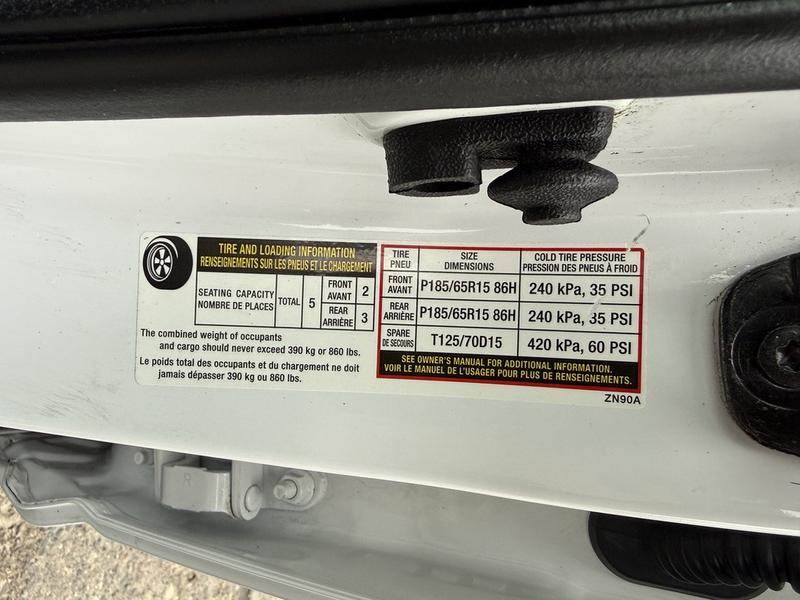 TIRE AND LOADING INFORMATION
RENSEIGNEMENTS SUR LES PNEUS ET LE CHARGEMENT
SEATING CAPACITY
NOMBRE DE PLACES
TOTAL 5
FRONT
AVANT 2
REAR
ARRIÈRE 3
The combined weight of occupants
and cargo should never exceed 390 kg or 860 lbs.
Le poids total des occupants et du chargement ne doit
jamais dépasser 390 kg ou 860 lbs.
TIRE
PNEU
SIZE
DIMENSIONS
COLD TIRE PRESSURE
PRESSION DES PNEUS À FROID
FRONT
AVANT
P185/65R15 86H
240 kPa, 35 PSI
REAR
ARRIÈRE
P185/65R15 86H
240 kPa, 35 PSI
SPARE
DE SECOURS
T125/70D15
420 kPa, 60 PSI
SEE OWNER'S MANUAL FOR ADDITIONAL INFORMATION.
VOIR LE MANUEL DE L'USAGER POUR PLUS DE RENSEIGNEMENTS.
ZN90A